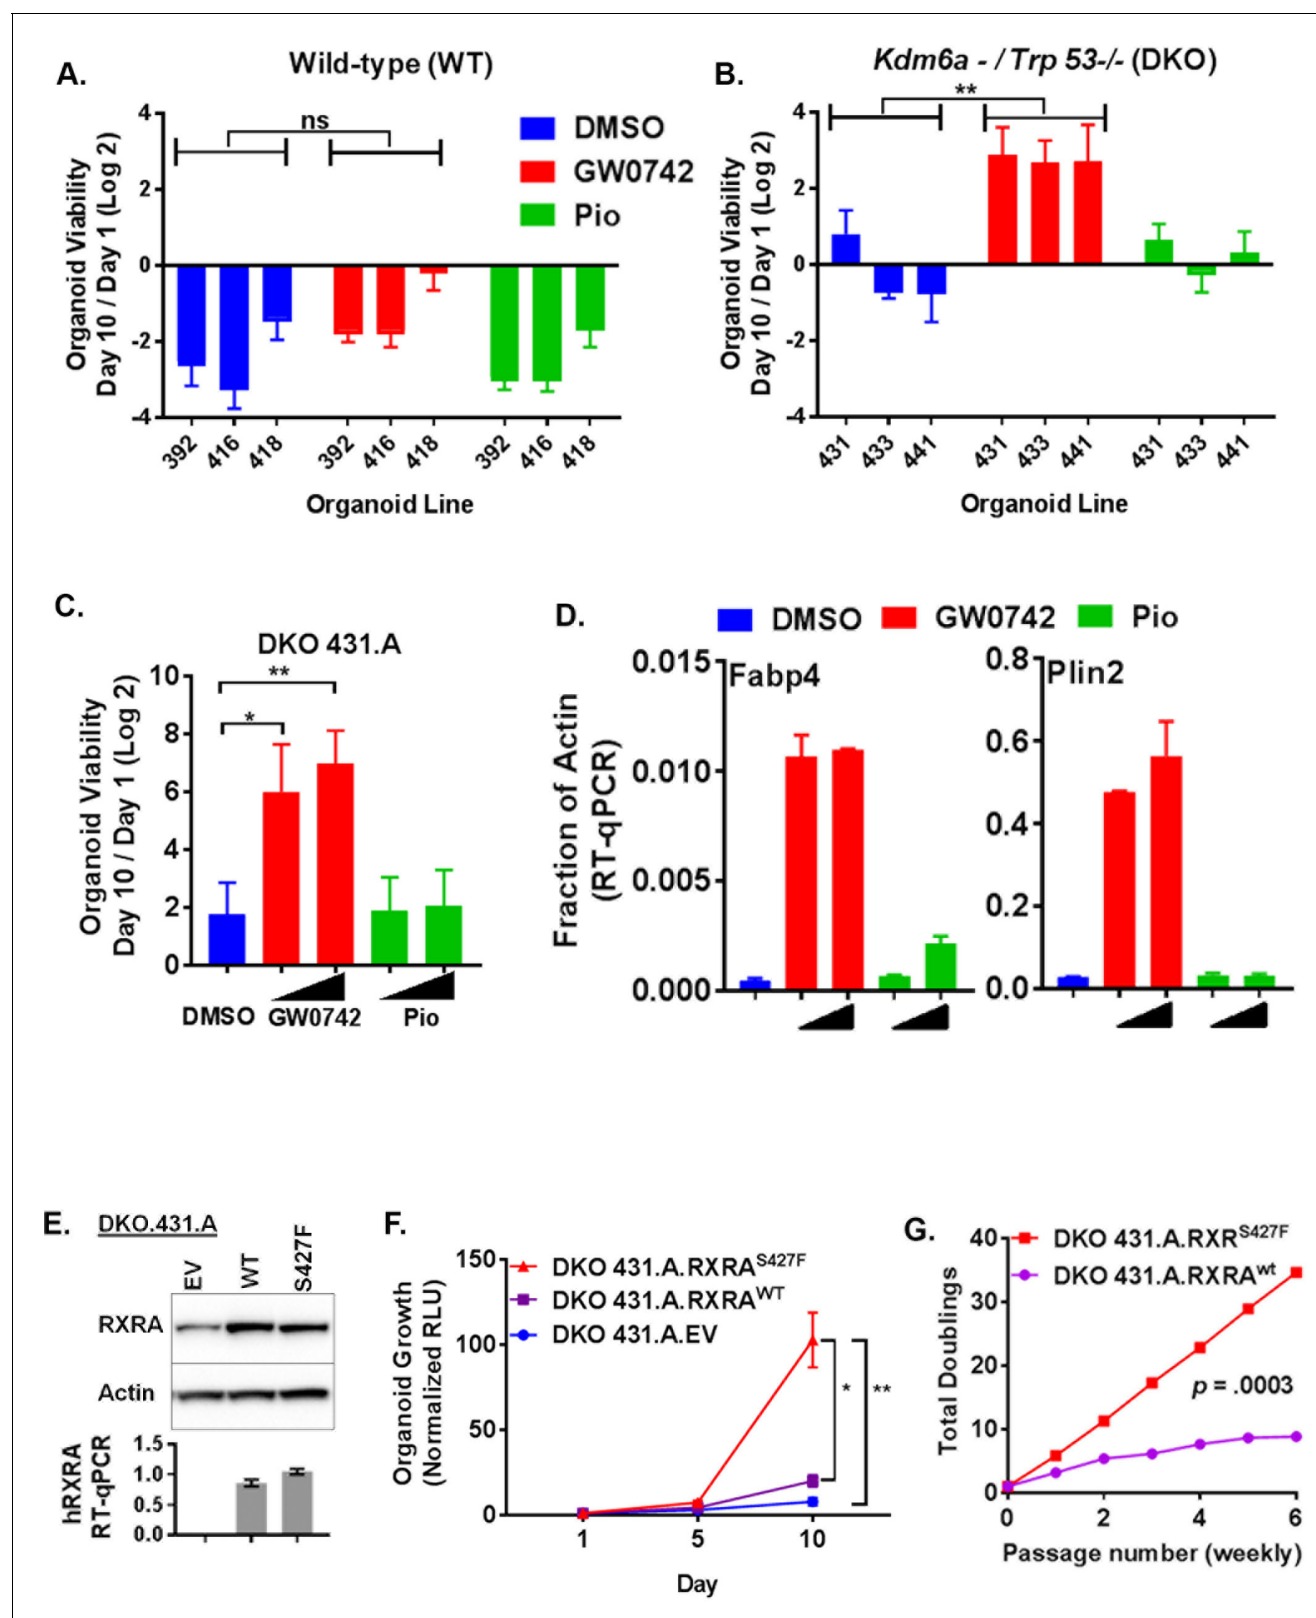 A.
Wild-type (WT)
ns
DMSO
GW0742
Pio
Organoid Viability
Day 10 / Day 1 (Log 2)
4
2
0
-2
-4
392 416 418 392 416 418 392 416 418
Organoid Line
B.
Kdm6a - / Trp 53-/- (DKO)
**
Organoid Viability
Day 10 / Day 1 (Log 2)
4
2
0
-2
-4
431 433 441 431 433 441 431 433 441
Organoid Line
C.
DKO 431.A
**
*
Organoid Viability
Day 10 / Day 1 (Log 2)
10
8
6
4
2
0
DMSO GW0742 Pio
D.
DMSO GW0742 Pio
Fabp4
Fraction of Actin
(RT-qPCR)
0.015
0.010
0.005
0.000
Plin2
0.8
0.6
0.4
0.2
0.0
E.
DKO.431.A
EV WT S427F
RXRA
Actin
hRXRA
RT-qPCR
1.5
1.0
0.5
0.0
F.
DKO 431.A.RXRA^S427F
DKO 431.A.RXRA^WT
DKO 431.A.EV
Organoid Growth
(Normalized RLU)
150
100
50
0
* **
1 5 10
Day
G.
DKO 431.A.RXR^S427F
DKO 431.A.RXRA^wt
Total Doublings
40
30
20
10
0
p = .0003
0 2 4 6
Passage number (weekly)